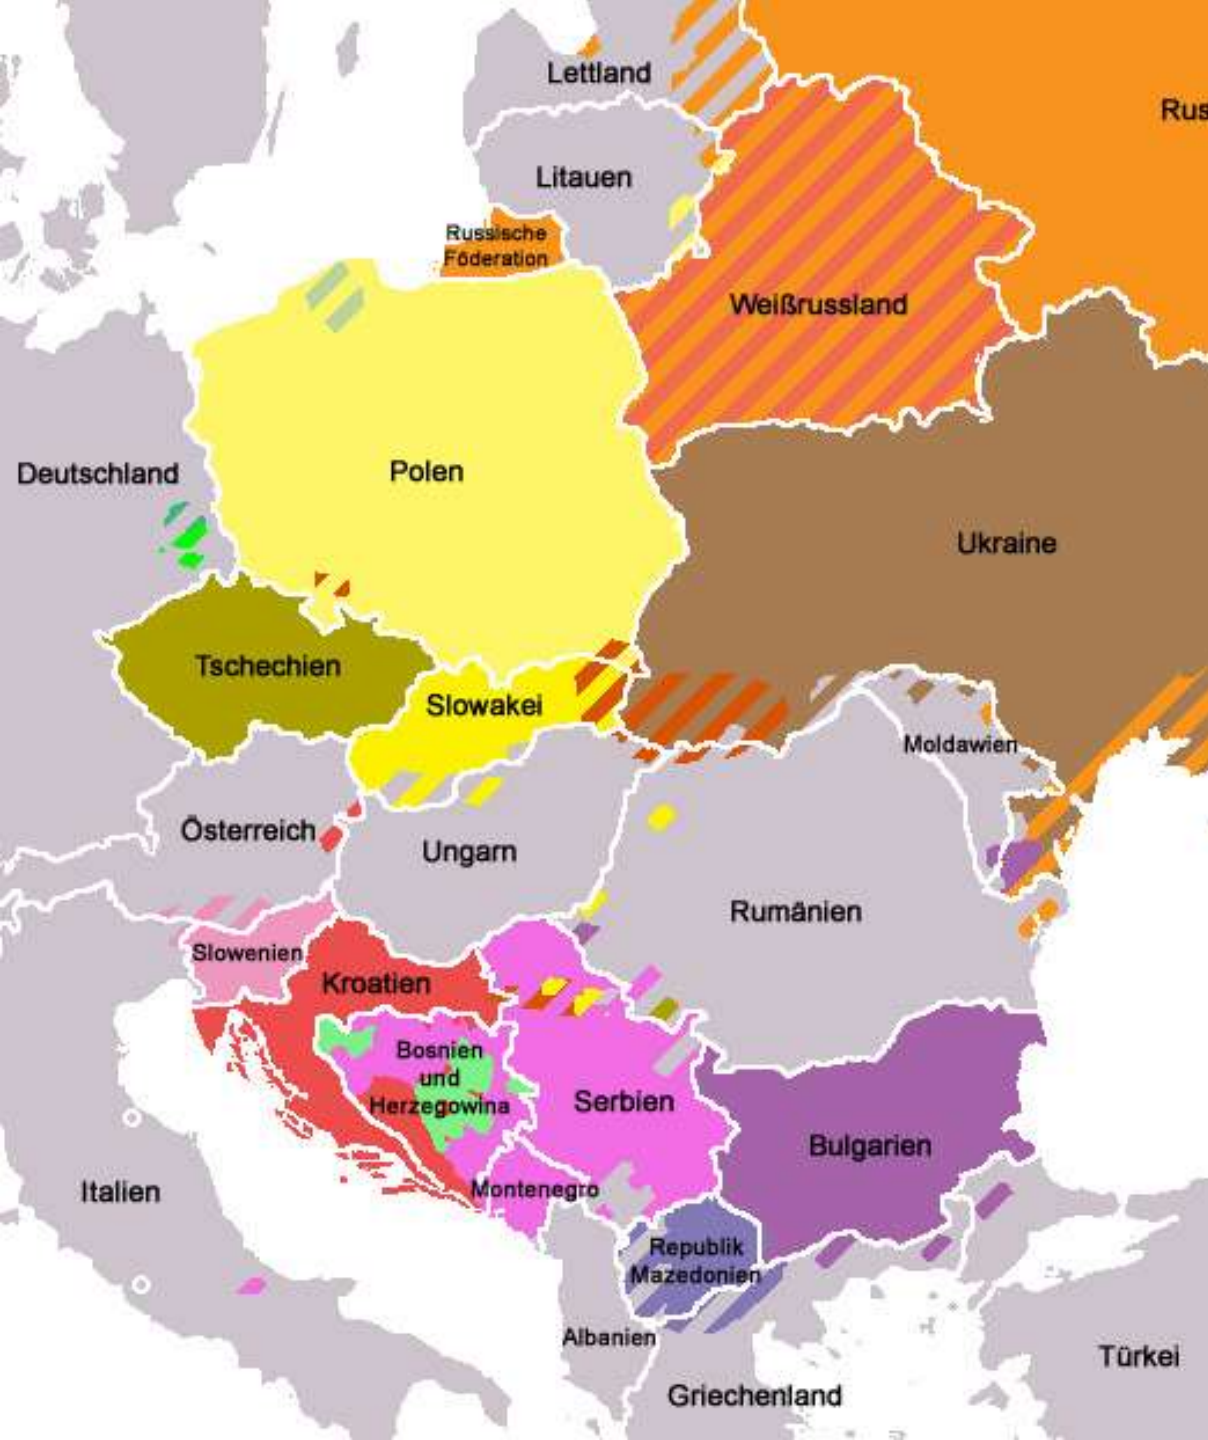 Lettland
Rus
Litauen
Russische
Föderation
Weißrussland
Deutschland
Polen
Ukraine
Tschechien
Slowakei
Moldawien
Österreich
Ungarn
Rumänien
Slowenien
Kroatien
Bosnien
und
Herzegowina
Serbien
Bulgarien
Italien
Montenegro
Republik
Mazedonien
Albanien
Türkei
Griechenland